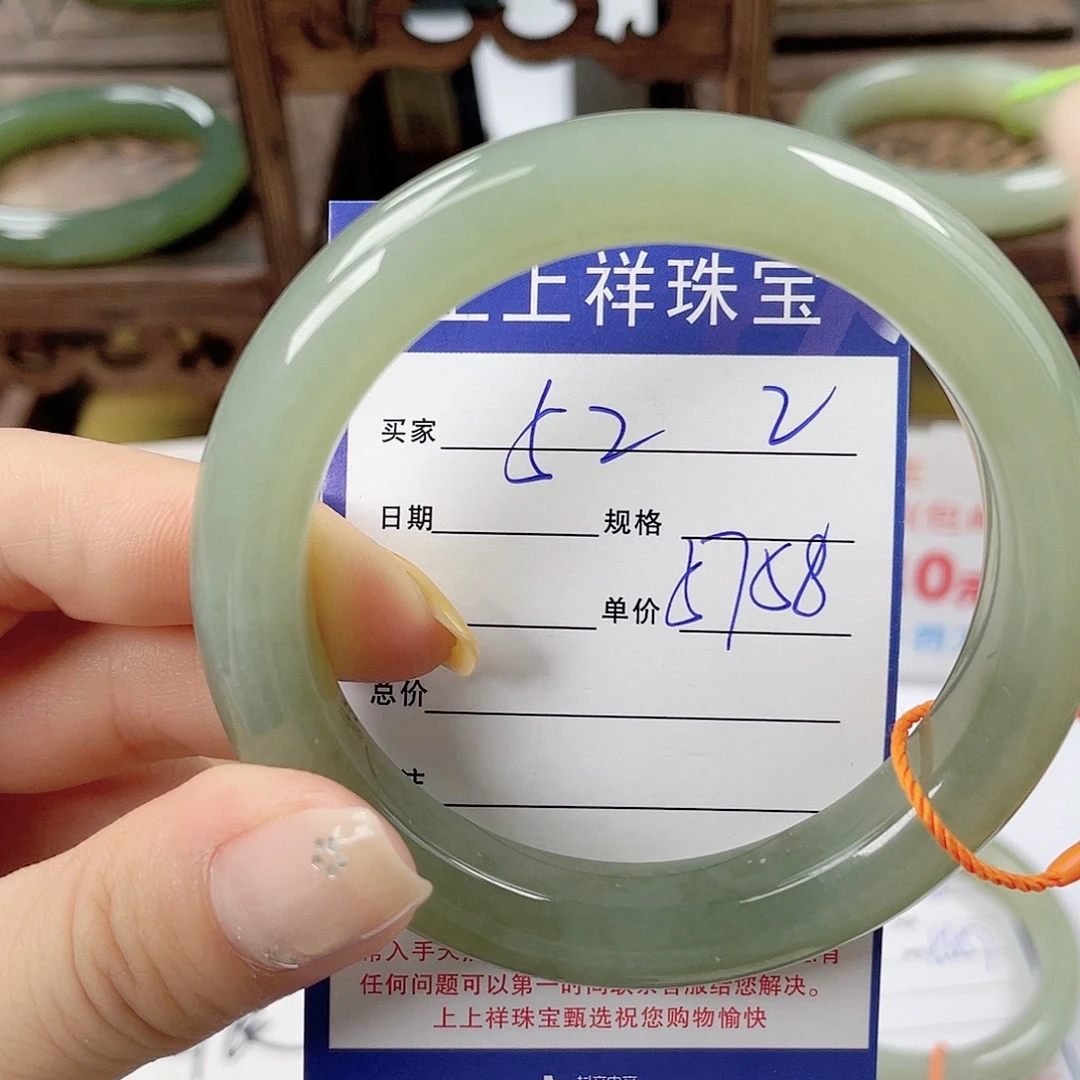 上上祥珠宝
买家 52 2
日期 规格
单价 5758
总价
任何问题可以第一时间联系客服给您解决。
上上祥珠宝甄选祝您购物愉快